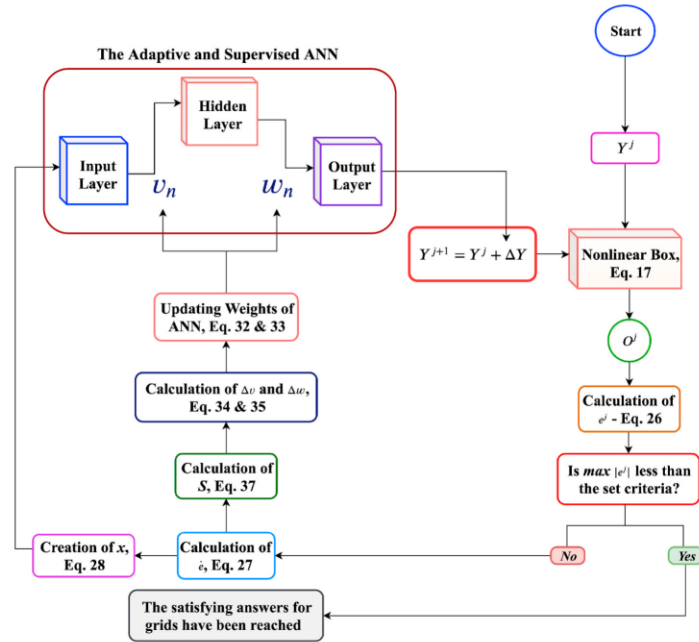 Start
The Adaptive and Supervised ANN
Hidden
Layer
Input
Layer
Output
Layer
v_n
w_n
Y^j
Y^{j+1} = Y^j + ΔY
Nonlinear Box,
Eq. 17
Updating Weights of
ANN, Eq. 32 & 33
O^j
Calculation of Δv and Δw,
Eq. 34 & 35
Calculation of
e^j - Eq. 26
Calculation of
S, Eq. 37
Is max |e^j| less than
the set criteria?
Creation of x,
Eq. 28
Calculation of
ė, Eq. 27
No
Yes
The satisfying answers for
grids have been reached